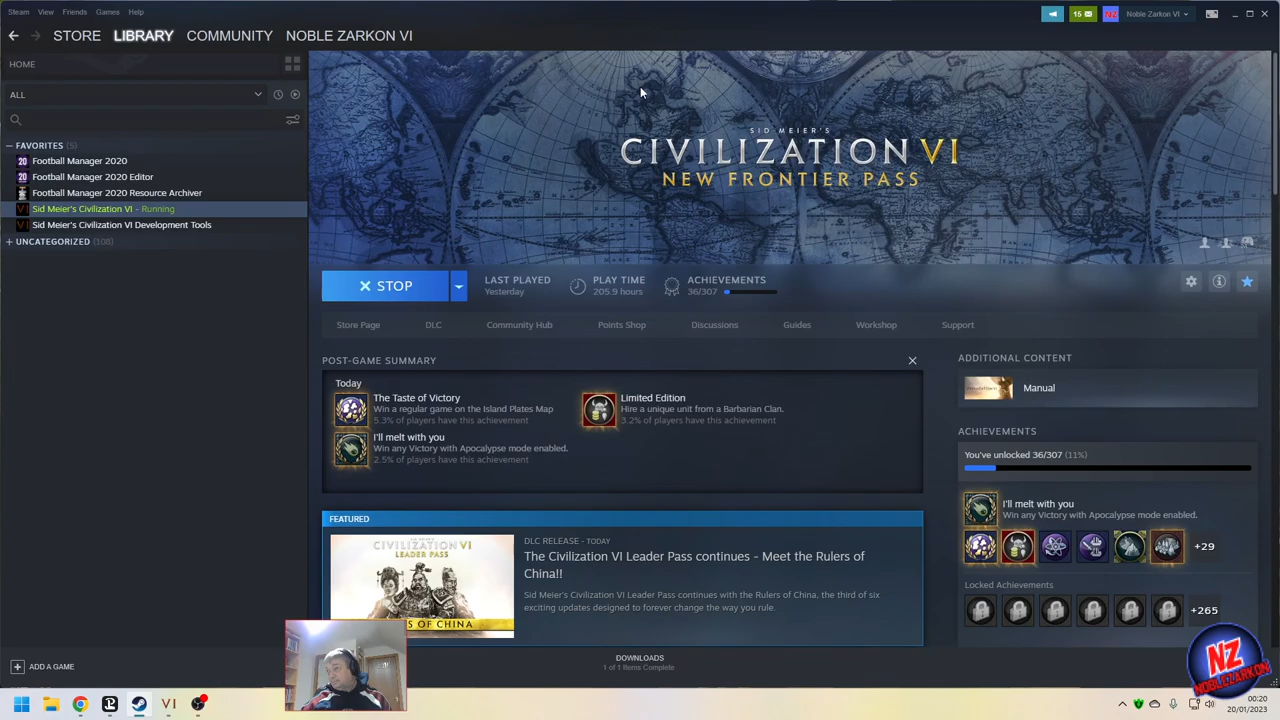 Steam View Friends Games Help
15
NZ Noble Zarkon VI
STORE LIBRARY COMMUNITY NOBLE ZARKON VI
HOME
ALL
FAVORITES (5)
20 Football Manager 2020
20 Football Manager 2020 Editor
Football Manager 2020 Resource Archiver
VI Sid Meier's Civilization VI - Running
VI Sid Meier's Civilization VI Development Tools
UNCATEGORIZED (108)
SID MEIER'S
CIVILIZATION VI
NEW FRONTIER PASS
STOP
LAST PLAYED
Yesterday
PLAY TIME
205.9 hours
ACHIEVEMENTS
36/307
Store Page DLC Community Hub Points Shop Discussions Guides Workshop Support
POST-GAME SUMMARY
Today
The Taste of Victory
Win a regular game on the Island Plates Map
5.3% of players have this achievement
Limited Edition
Hire a unique unit from a Barbarian Clan.
3.2% of players have this achievement
I'll melt with you
Win any Victory with Apocalypse mode enabled.
2.5% of players have this achievement
FEATURED
CIVILIZATION VI
LEADER PASS
S OF CHINA
DLC RELEASE - TODAY
The Civilization VI Leader Pass continues - Meet the Rulers of
China!!
Sid Meier's Civilization VI Leader Pass continues with the Rulers of China, the third of six
exciting updates designed to forever change the way you rule.
ADDITIONAL CONTENT
Manual
ACHIEVEMENTS
You've unlocked 36/307 (11%)
I'll melt with you
Win any Victory with Apocalypse mode enabled.
+29
Locked Achievements
+265
ADD A GAME
DOWNLOADS
1 of 1 Items Complete
NZ
NOBLEZARKON
VI
00:20
20/01/2023